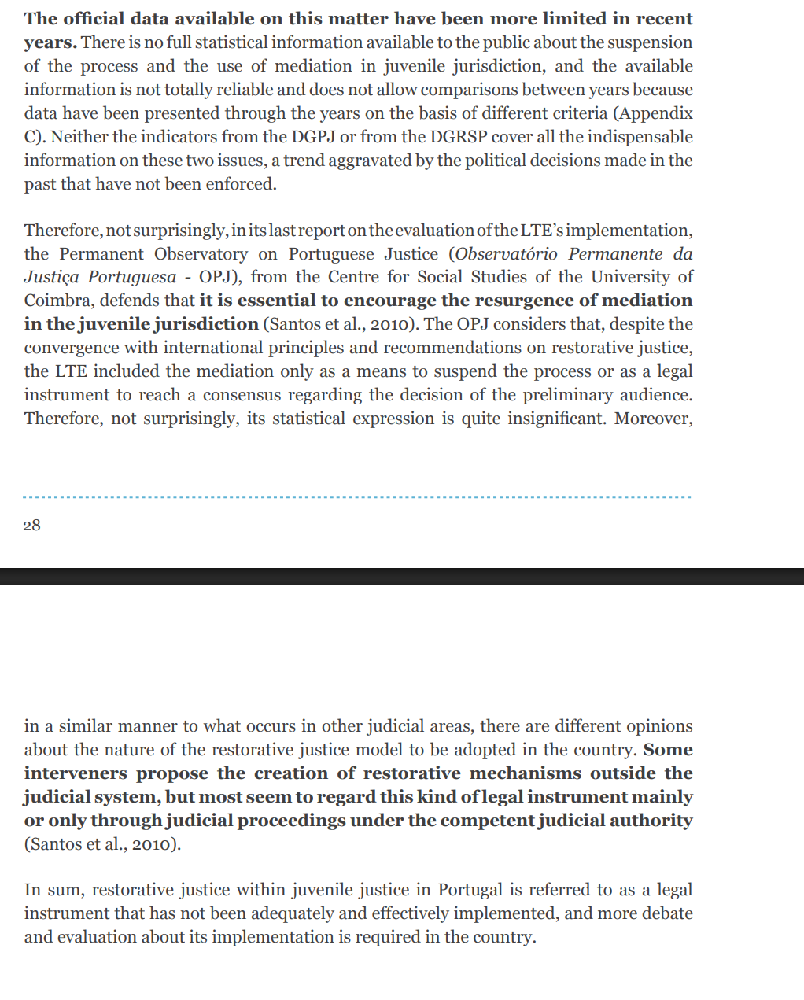 The official data available on this matter have been more limited in recent
years. There is no full statistical information available to the public about the suspension
of the process and the use of mediation in juvenile jurisdiction, and the available
information is not totally reliable and does not allow comparisons between years because
data have been presented through the years on the basis of different criteria (Appendix
C). Neither the indicators from the DGPJ or from the DGRSP cover all the indispensable
information on these two issues, a trend aggravated by the political decisions made in the
past that have not been enforced.
Therefore, not surprisingly, in its last report on the evaluation of the LTE's implementation,
the Permanent Observatory on Portuguese Justice (Observatório Permanente da
Justiça Portuguesa - OPJ), from the Centre for Social Studies of the University of
Coimbra, defends that it is essential to encourage the resurgence of mediation
in the juvenile jurisdiction (Santos et al., 2010). The OPJ considers that, despite the
convergence with international principles and recommendations on restorative justice,
the LTE included the mediation only as a means to suspend the process or as a legal
instrument to reach a consensus regarding the decision of the preliminary audience.
Therefore, not surprisingly, its statistical expression is quite insignificant. Moreover,
28
in a similar manner to what occurs in other judicial areas, there are different opinions
about the nature of the restorative justice model to be adopted in the country. Some
interveners propose the creation of restorative mechanisms outside the
judicial system, but most seem to regard this kind of legal instrument mainly
or only through judicial proceedings under the competent judicial authority
(Santos et al., 2010).
In sum, restorative justice within juvenile justice in Portugal is referred to as a legal
instrument that has not been adequately and effectively implemented, and more debate
and evaluation about its implementation is required in the country.